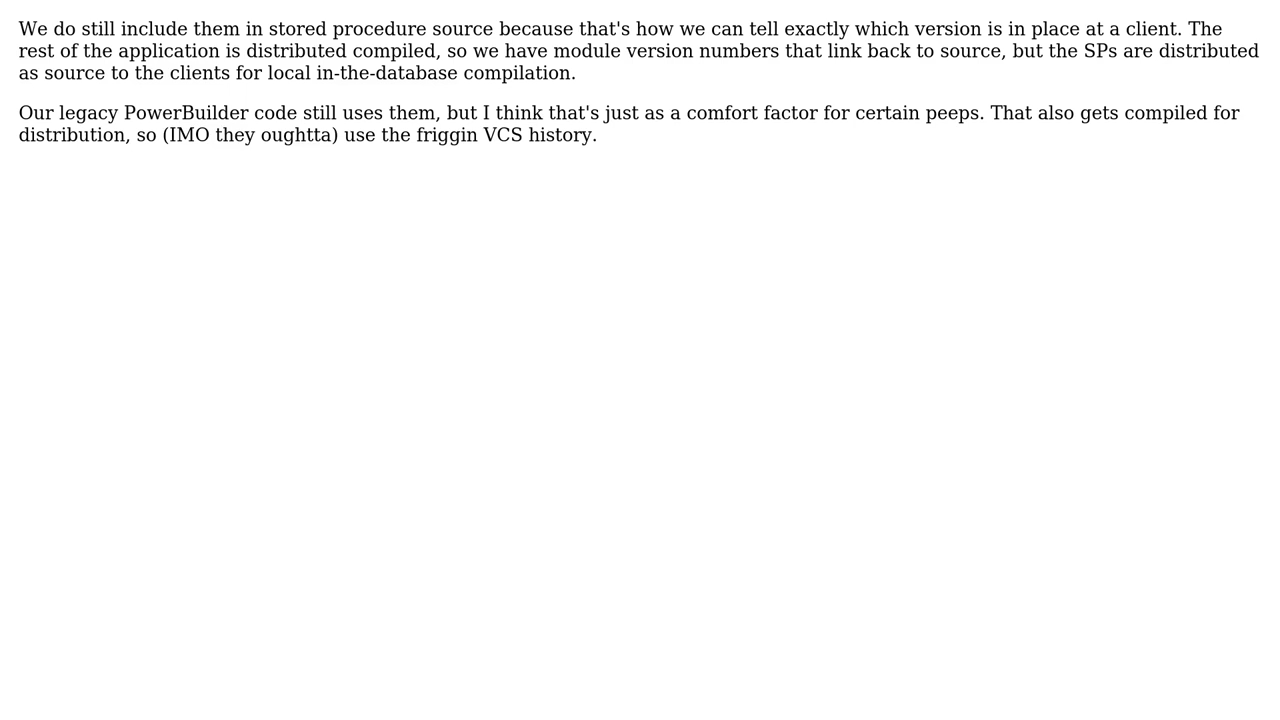 We do still include them in stored procedure source because that's how we can tell exactly which version is in place at a client. The
rest of the application is distributed compiled, so we have module version numbers that link back to source, but the SPs are distributed
as source to the clients for local in-the-database compilation.
Our legacy PowerBuilder code still uses them, but I think that's just as a comfort factor for certain peeps. That also gets compiled for
distribution, so (IMO they oughtta) use the friggin VCS history.